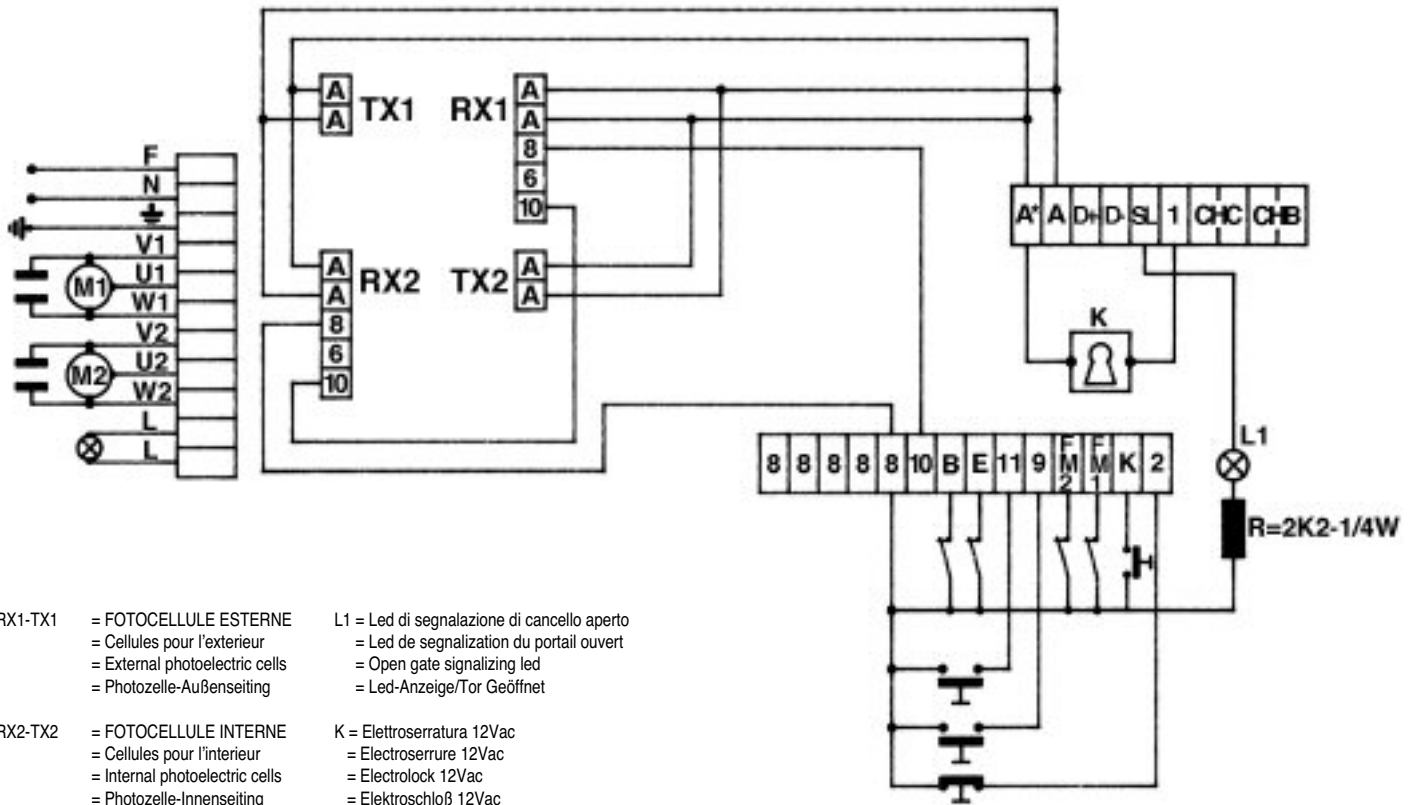 A
A
TX1
RX1
A
A
8
6
10
F
N
V1
U1
W1
V2
U2
W2
L
L
M1
M2
A
A
8
6
10
RX2
TX2
A
A
A* A D+ D- SL 1 CHC CHB
K
8 8 8 8 8 10 B E 11 9 FM2 FM1 K 2
L1
R=2K2-1/4W
RX1-TX1 = FOTOCELLULE ESTERNE
= Cellules pour l'exterieur
= External photoelectric cells
= Photozelle-Außenseiting
L1 = Led di segnalazione di cancello aperto
= Led de segnalization du portail ouvert
= Open gate signalizing led
= Led-Anzeige/Tor Geöffnet
RX2-TX2 = FOTOCELLULE INTERNE
= Cellules pour l'interieur
= Internal photoelectric cells
= Photozelle-Innenseiting
K = Elettroserratura 12Vac
= Electroserrure 12Vac
= Electrolock 12Vac
= Elektroschloß 12Vac